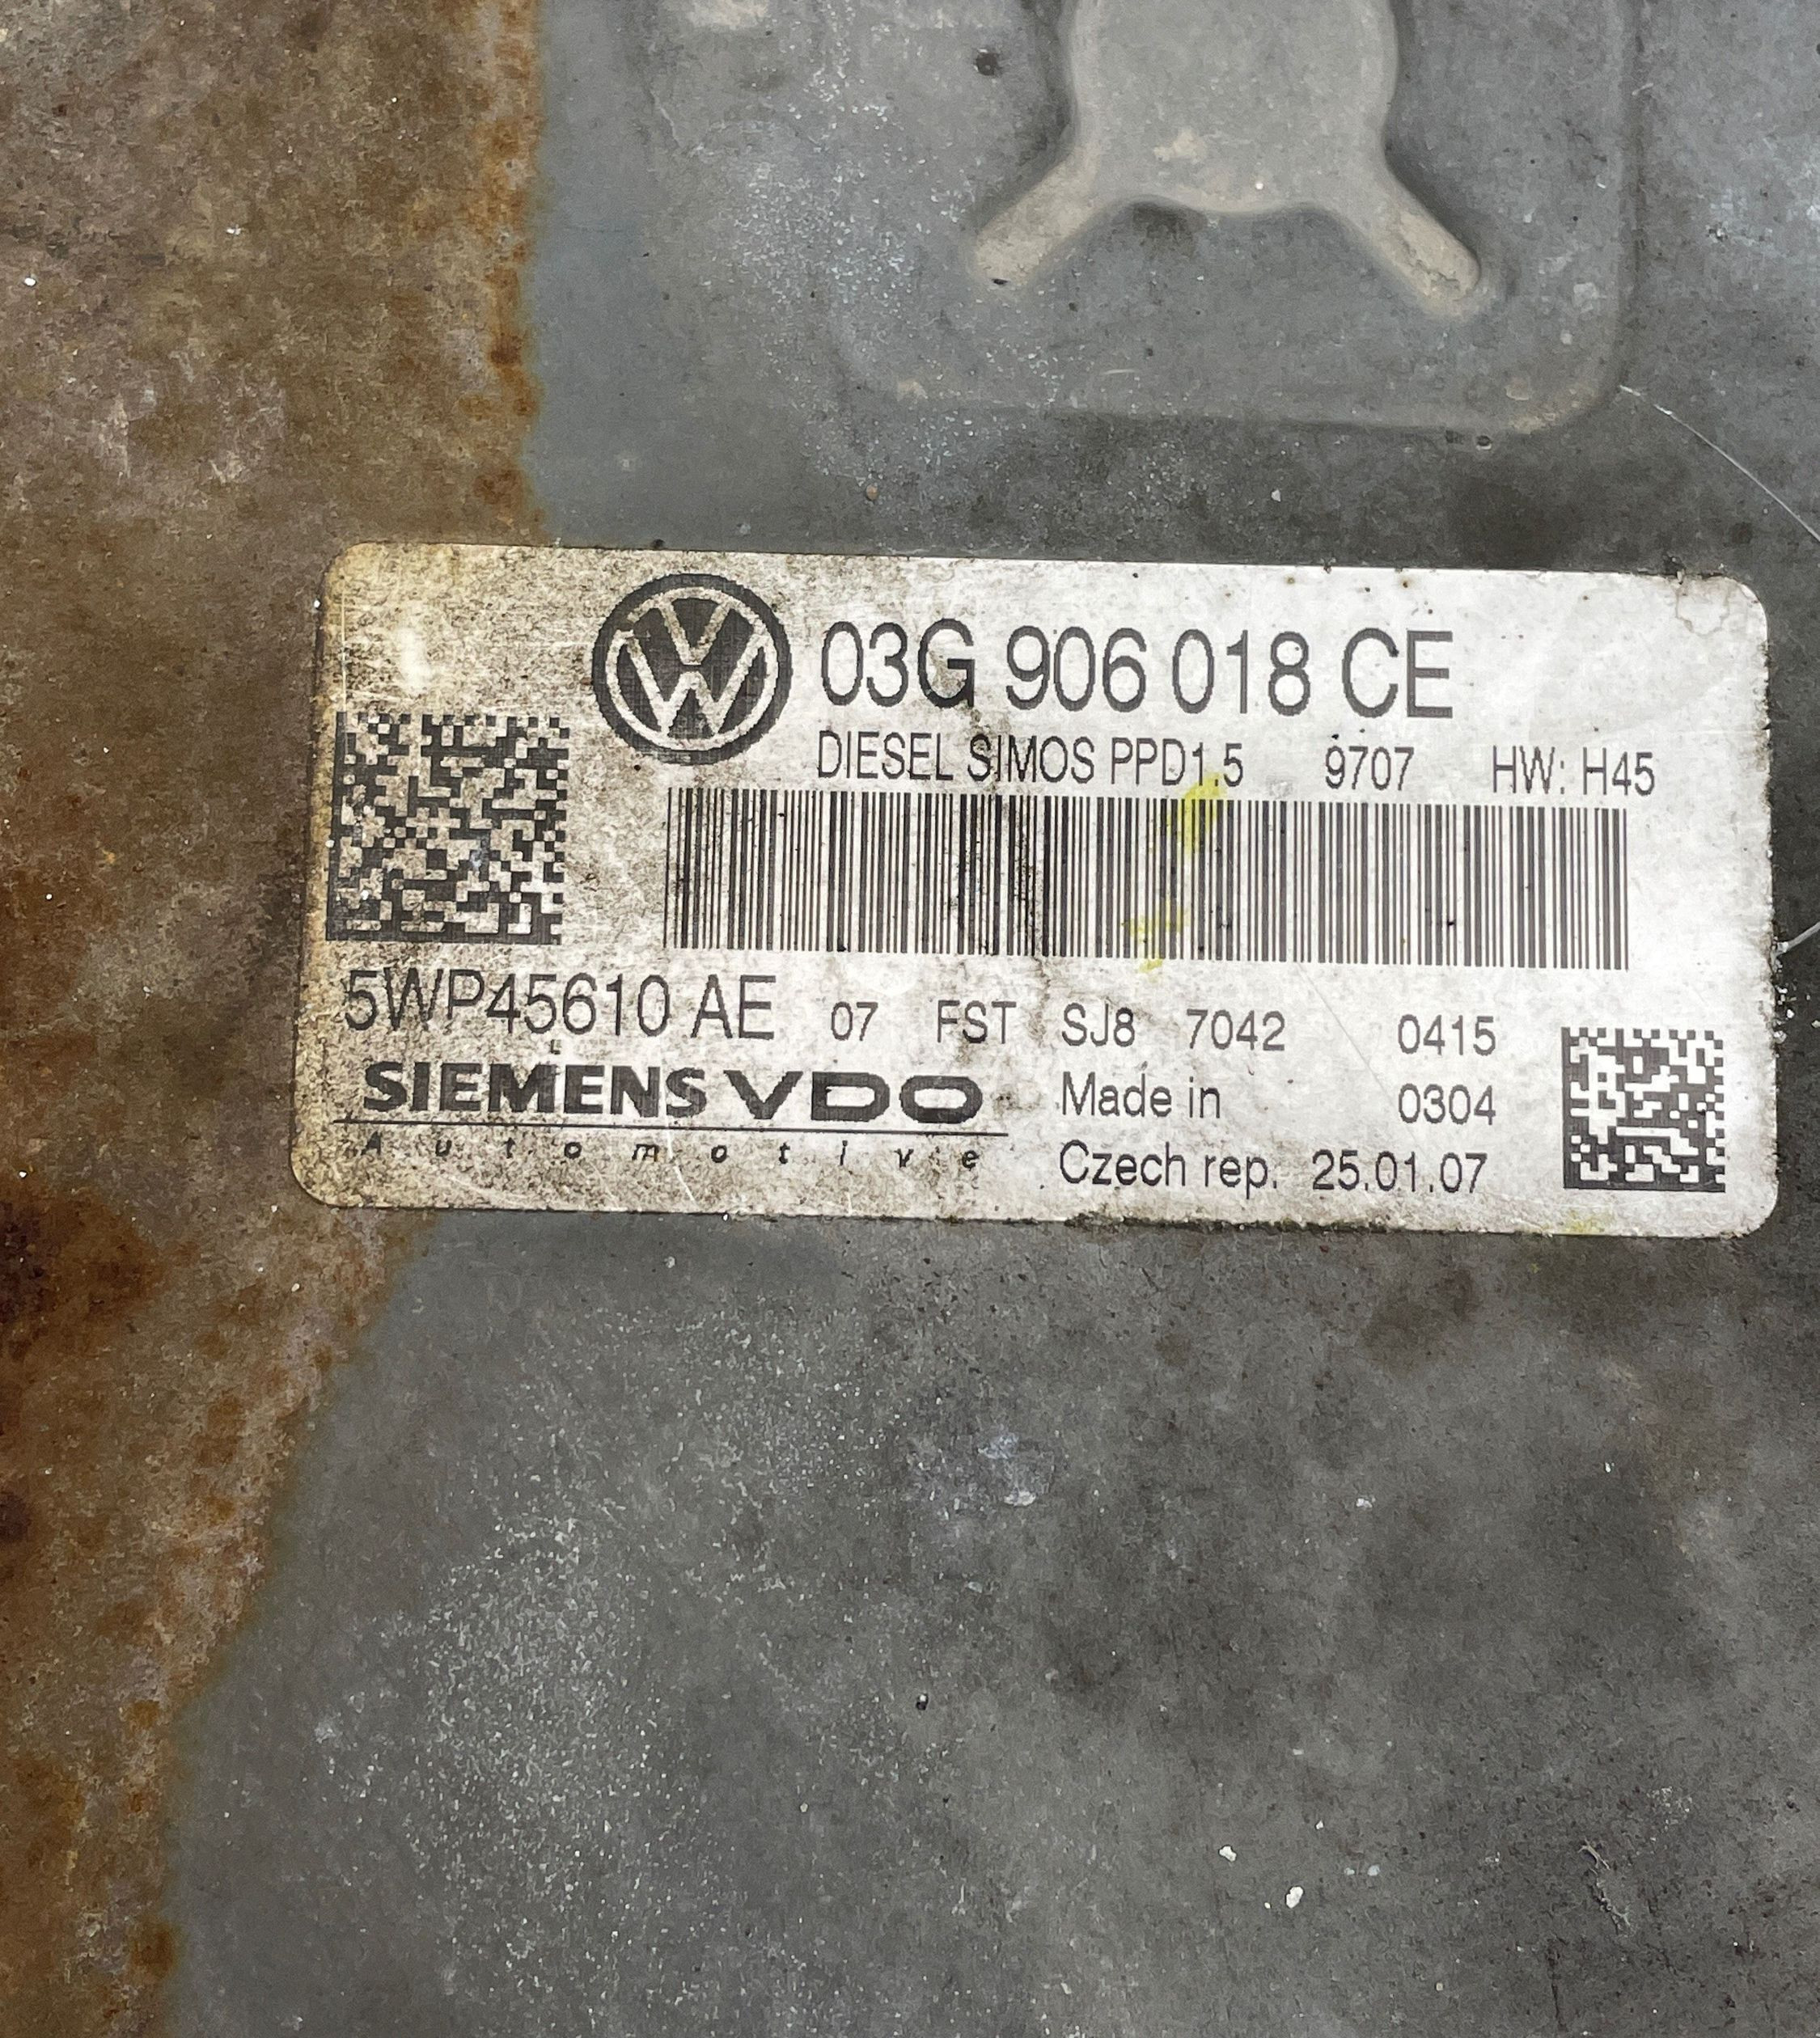 03G 906 018 CE
DIESEL SIMOS PPD1.5 9707 HW: H45
5WP45610 AE 07 FST SJ8 7042 0415
SIEMENS VDO Made in 0304
Automotive Czech rep. 25.01.07